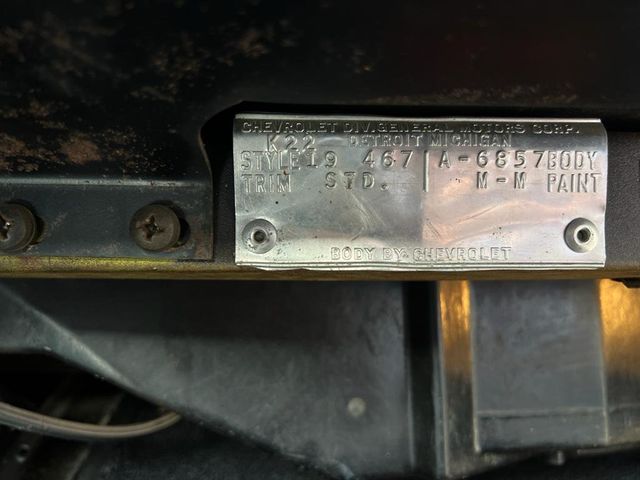 CHEVROLET DIV. GENERAL MOTORS CORP.
K22 DETROIT MICHIGAN
STYLE 19 467 A-6857 BODY
TRIM STD. M-M PAINT
BODY BY CHEVROLET